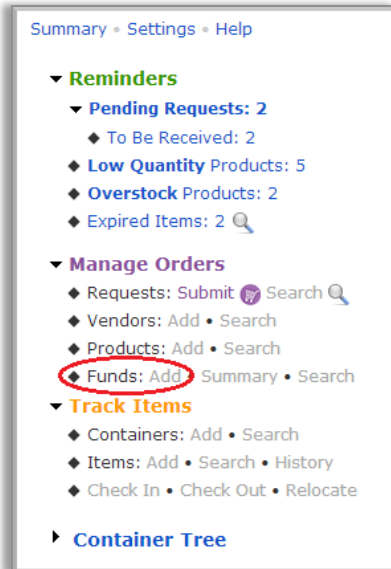 Summary • Settings • Help
Reminders
Pending Requests: 2
To Be Received: 2
Low Quantity Products: 5
Overstock Products: 2
Expired Items: 2
Manage Orders
Requests: Submit Search
Vendors: Add • Search
Products: Add • Search
Funds: Add • Summary • Search
Track Items
Containers: Add • Search
Items: Add • Search • History
Check In • Check Out • Relocate
Container Tree